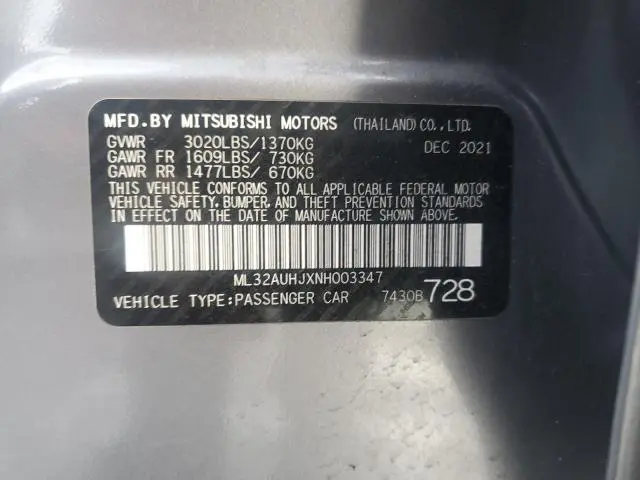 MFD.BY MITSUBISHI MOTORS (THAILAND)CO.,LTD.
GVWR 3020LBS/1370KG DEC 2021
GAWR FR 1609LBS/ 730KG
GAWR RR 1477LBS/ 670KG
THIS VEHICLE CONFORMS TO ALL APPLICABLE FEDERAL MOTOR
VEHICLE SAFETY, BUMPER, AND THEFT PREVENTION STANDARDS
IN EFFECT ON THE DATE OF MANUFACTURE SHOWN ABOVE.
ML32AUHJXNH003347
VEHICLE TYPE:PASSENGER CAR 7430B 728